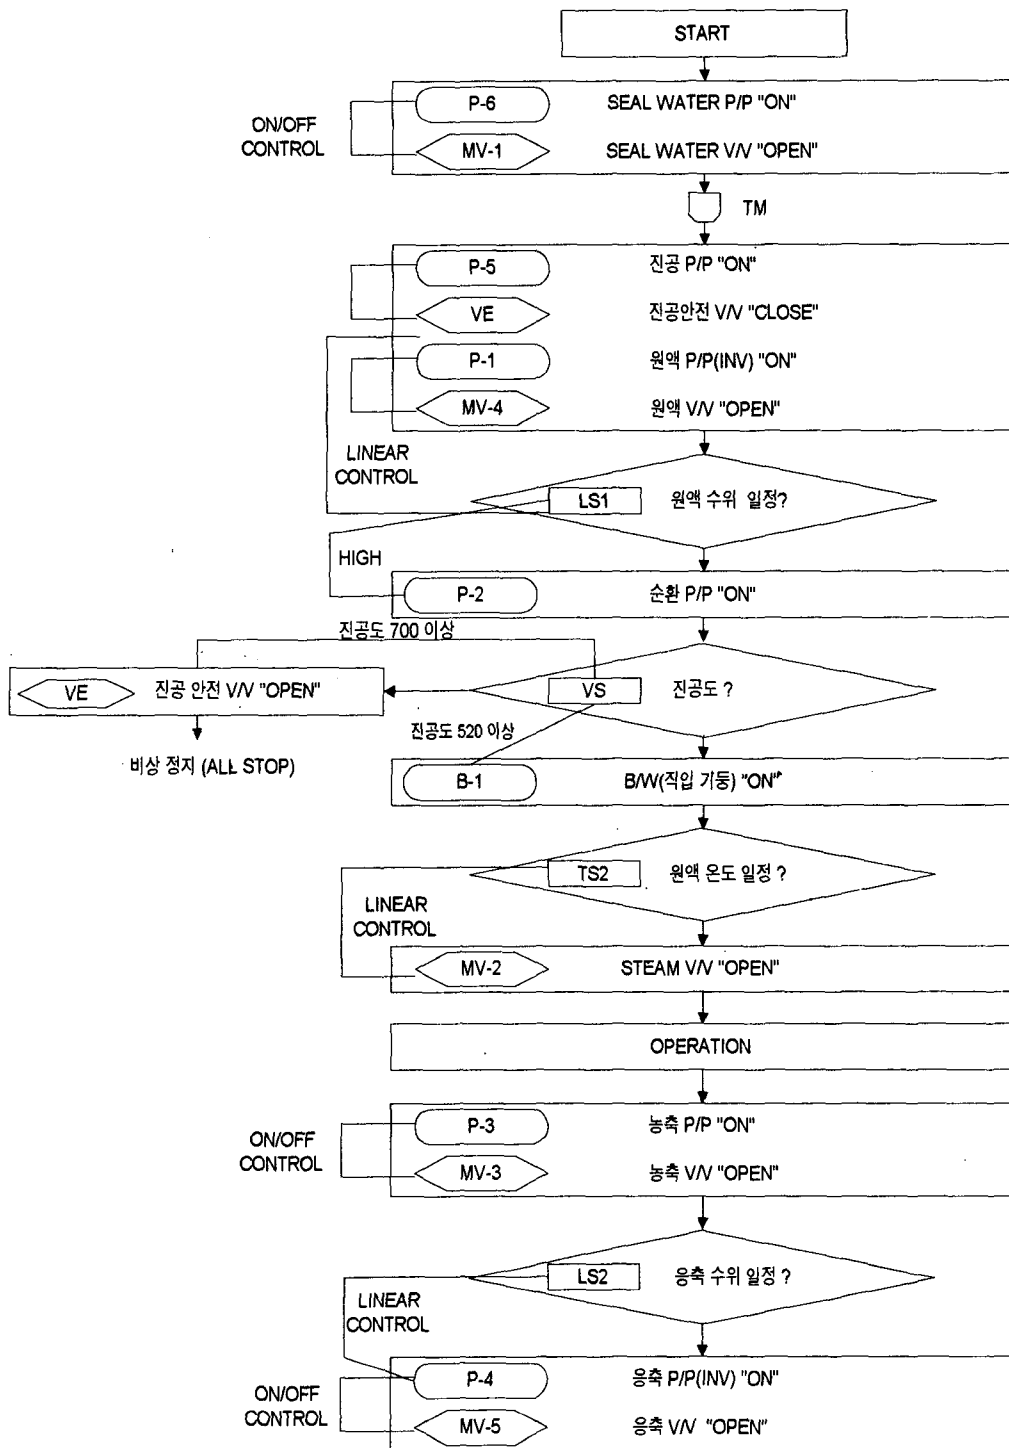 START
P-6 SEAL WATER P/P "ON"
ON/OFF
CONTROL
MV-1 SEAL WATER V/V "OPEN"
TM
P-5 진공 P/P "ON"
VE 진공안전 V/V "CLOSE"
P-1 원액 P/P(INV) "ON"
MV-4 원액 V/V "OPEN"
LINEAR
CONTROL
LS1 원액 수위 일정?
HIGH
P-2 순환 P/P "ON"
진공도 700 이상
VE 진공 안전 V/V "OPEN"
VS 진공도 ?
진공도 520 이상
비상 정지 (ALL STOP)
B-1 B/W(직입 기동) "ON"
TS2 원액 온도 일정 ?
LINEAR
CONTROL
MV-2 STEAM V/V "OPEN"
OPERATION
P-3 농축 P/P "ON"
ON/OFF
CONTROL
MV-3 농축 V/V "OPEN"
LS2 응축 수위 일정 ?
LINEAR
CONTROL
P-4 응축 P/P(INV) "ON"
ON/OFF
CONTROL
MV-5 응축 V/V "OPEN"